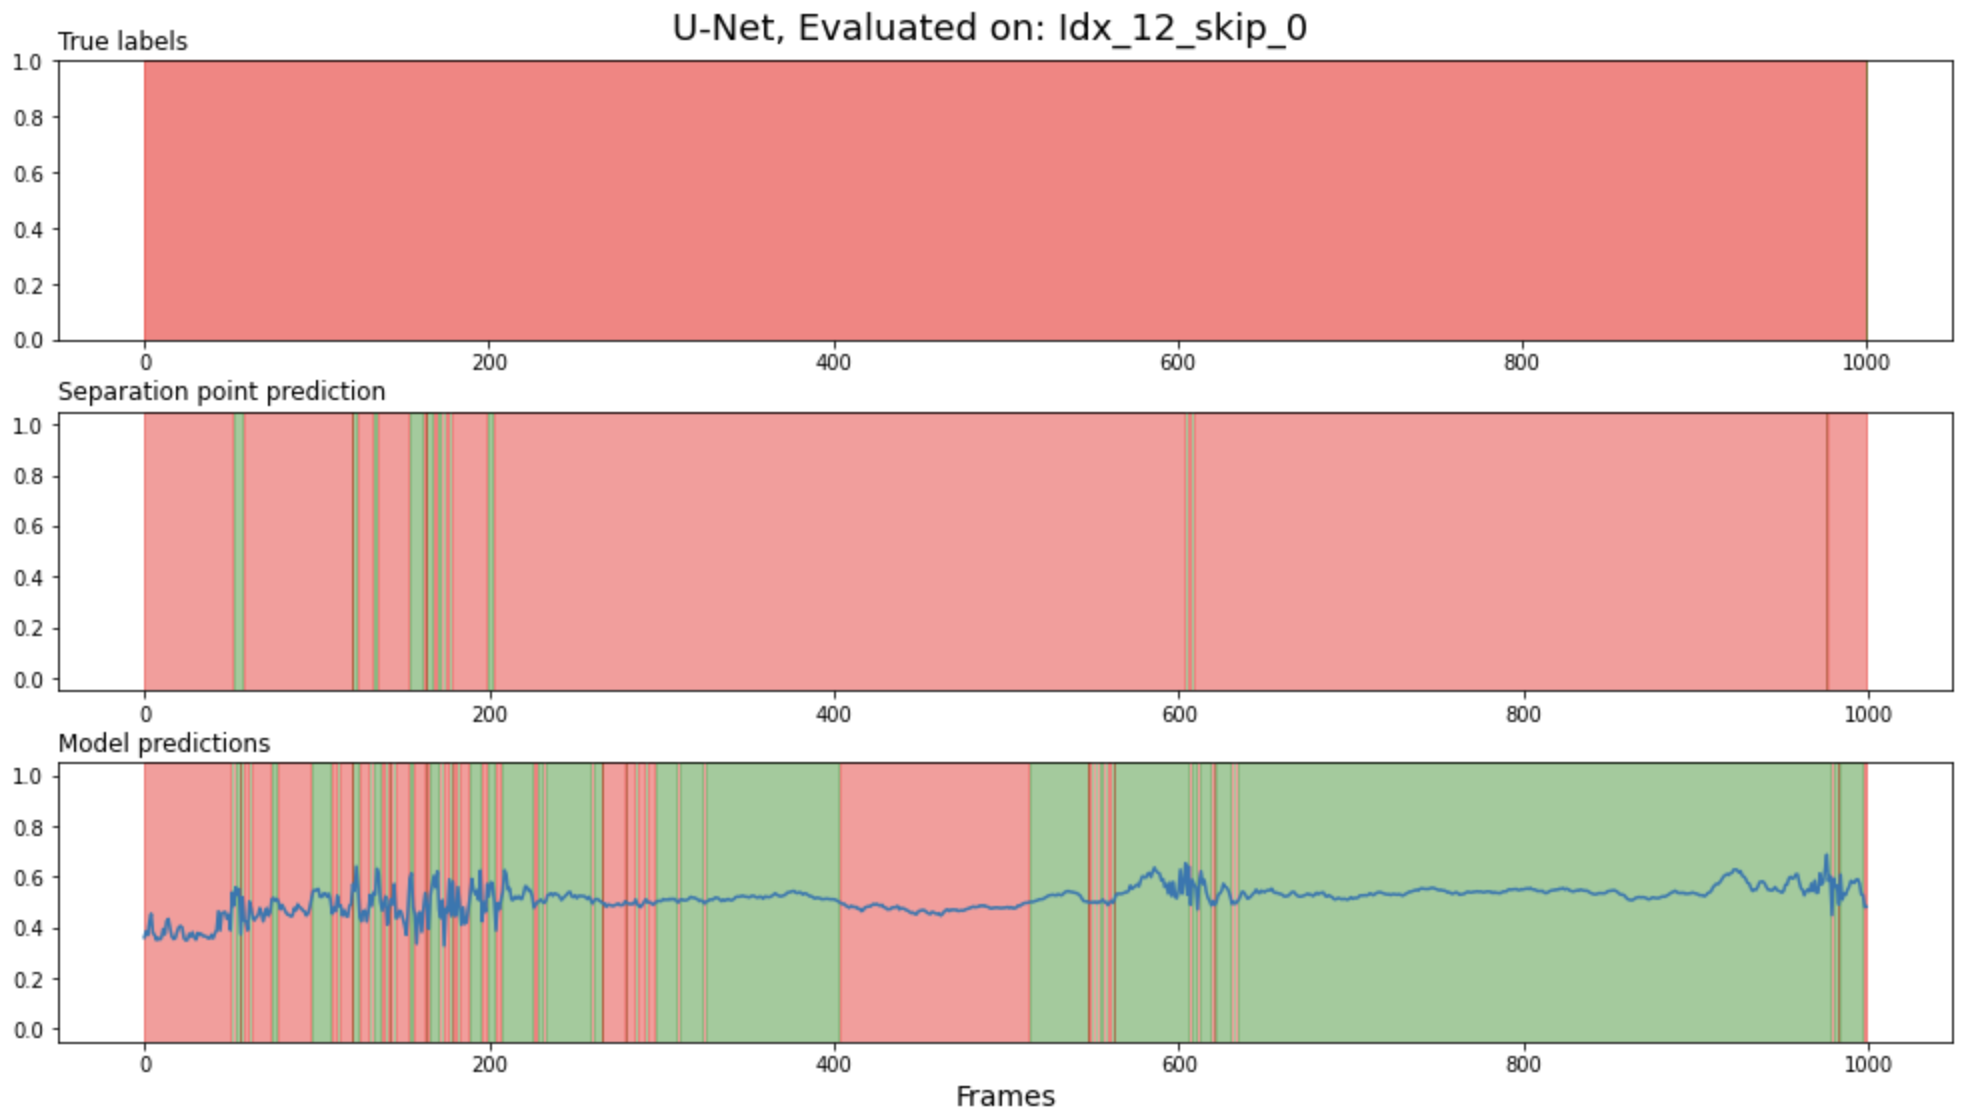 U-Net, Evaluated on: Idx_12_skip_0
True labels
1.0
0.8
0.6
0.4
0.2
0.0
0 200 400 600 800 1000
Separation point prediction
1.0
0.8
0.6
0.4
0.2
0.0
0 200 400 600 800 1000
Model predictions
1.0
0.8
0.6
0.4
0.2
0.0
0 200 400 600 800 1000
Frames